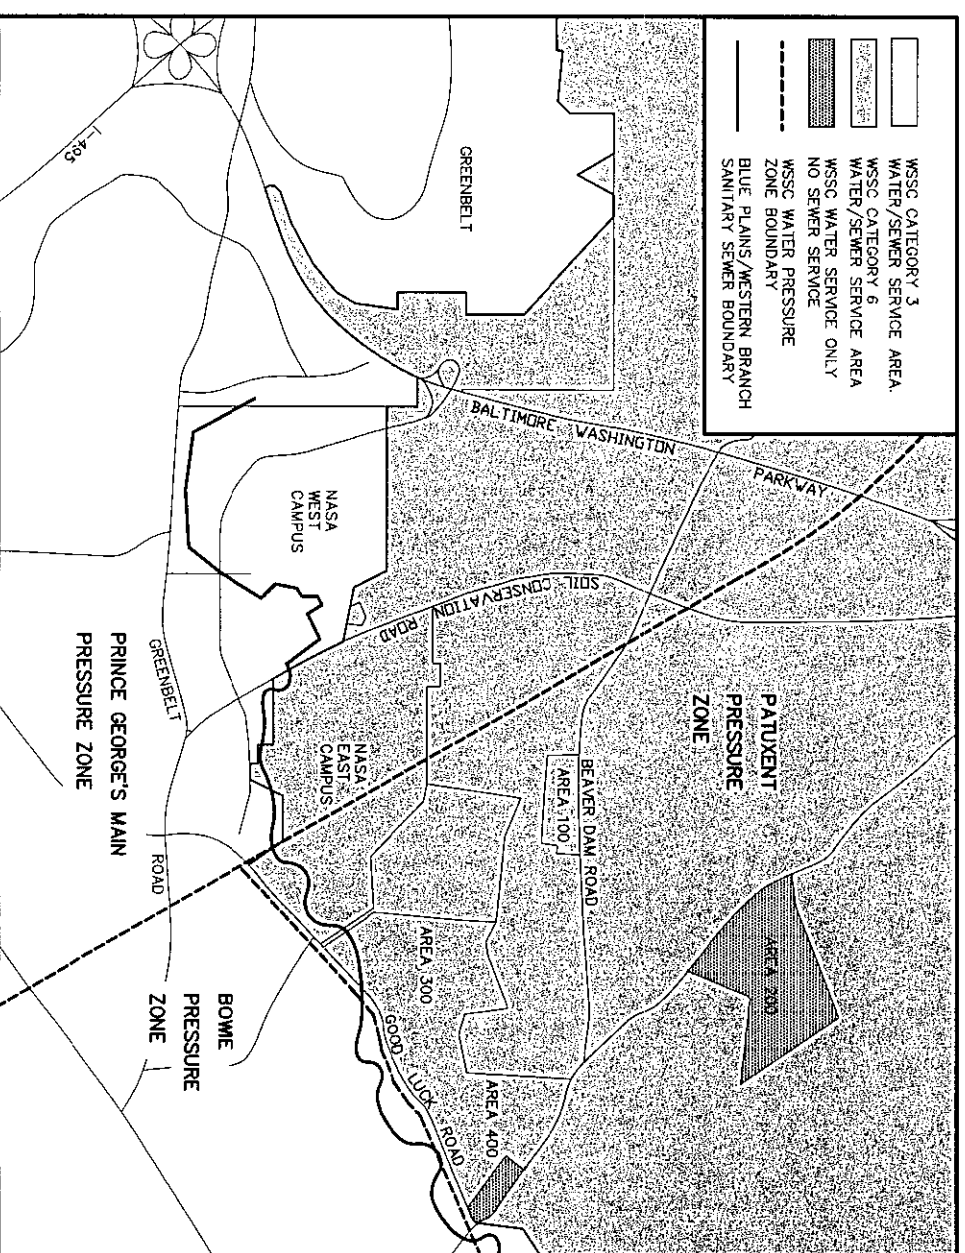 WSSC CATEGORY 3
WATER/SEWER SERVICE AREA.
WSSC CATEGORY 6
WATER/SEWER SERVICE AREA
WSSC WATER SERVICE ONLY
NO SEWER SERVICE
WSSC WATER PRESSURE
ZONE BOUNDARY
BLUE PLAINS/WESTERN BRANCH
SANITARY SEWER BOUNDARY
PATUXENT
PRESSURE
ZONE
AREA 200
BEAVER DAM ROAD
AREA 100
BALTIMORE WASHINGTON
PARKWAY
SOIL CONSERVATION ROAD
GREENBELT
AREA 400
AREA 300
GOOD LUCK ROAD
NASA
EAST
CAMPUS
NASA
WEST
CAMPUS
BOWIE
PRESSURE
ZONE
GREENBELT
ROAD
PRINCE GEORGE'S MAIN
PRESSURE ZONE
I-495